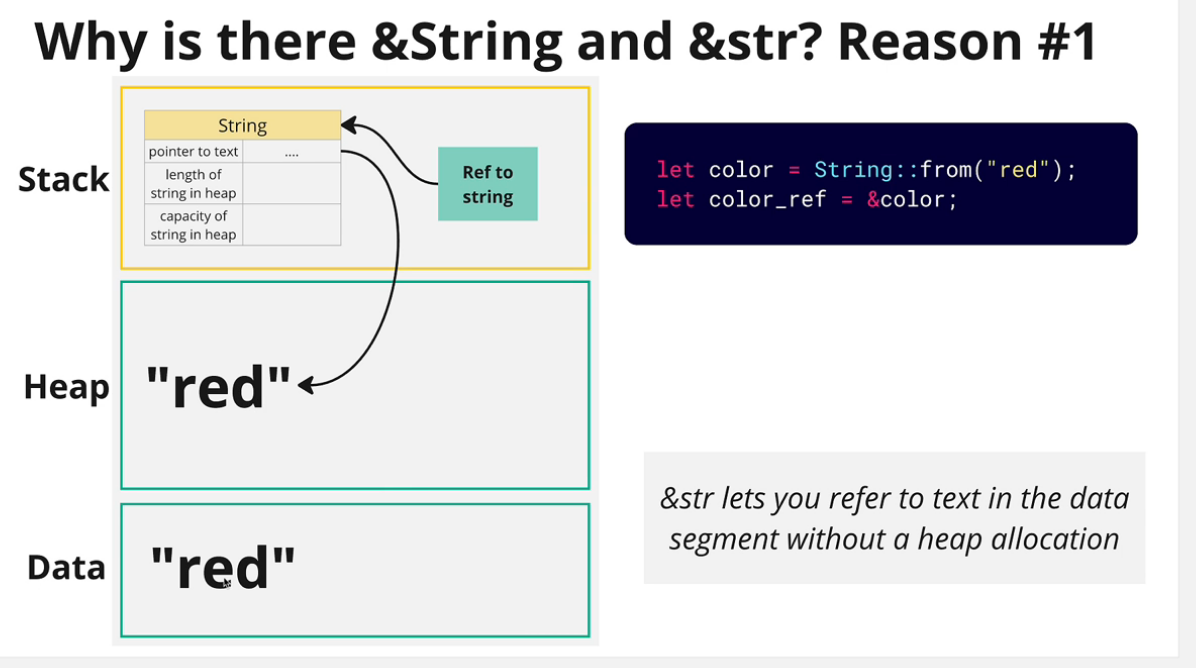 Why is there &String and &str? Reason #1
Stack
String
pointer to text ....
length of
string in heap
capacity of
string in heap
Ref to
string
let color = String::from("red");
let color_ref = &color;
Heap
"red"
&str lets you refer to text in the data
segment without a heap allocation
Data
"red"